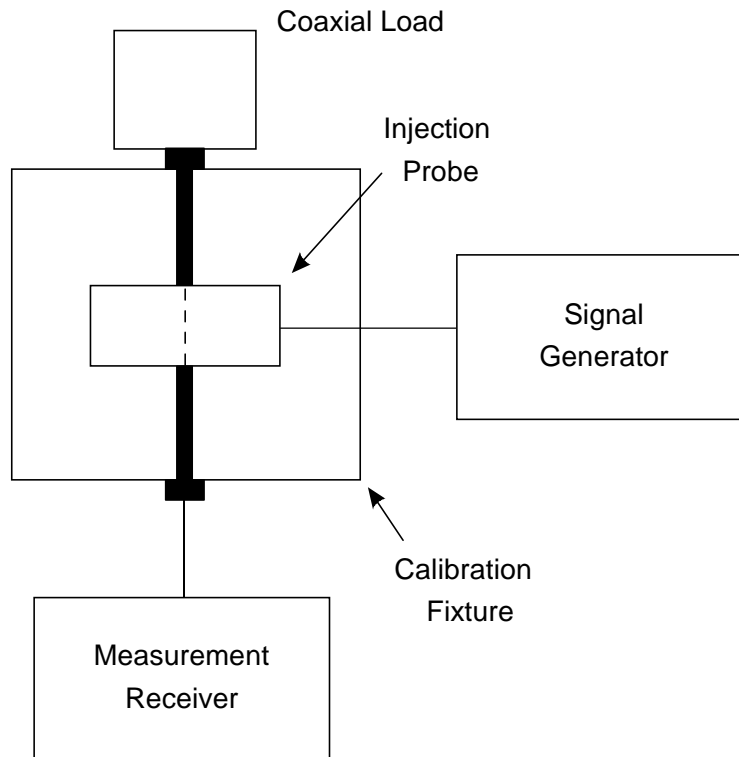 Coaxial Load
Injection
Probe
Signal
Generator
Calibration
Fixture
Measurement
Receiver